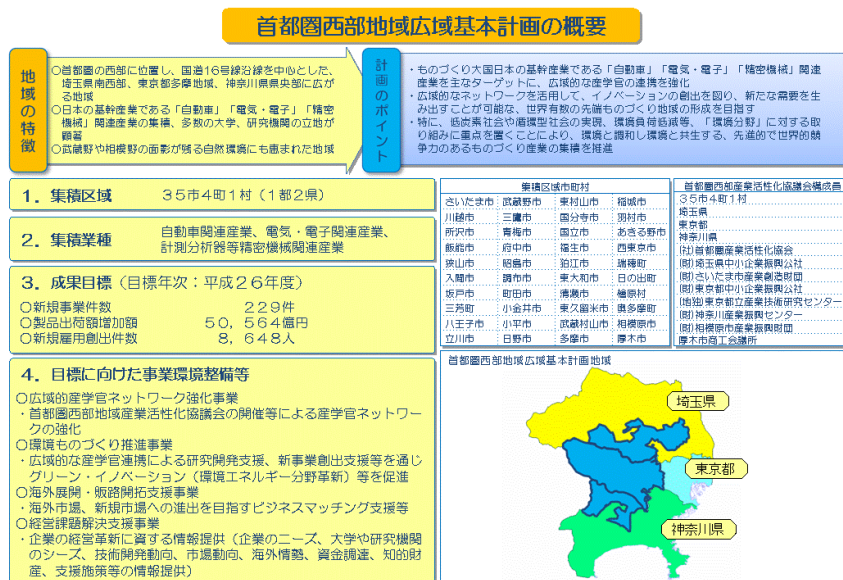 首都圏西部地域広域基本計画の概要
地域の特徴
○首都圏の西部に位置し、国道16号線沿線を中心とした、
埼玉県南西部、東京都多摩地域、神奈川県県央部に広が
る地域
○日本の基幹産業である「自動車」「電気・電子」「精密
機械」関連産業の集積、多数の大学、研究機関の立地が
顕著
○武蔵野や相模野の面影が残る自然環境にも恵まれた地域
計画のポイント
・ものづくり大国日本の基幹産業である「自動車」「電気・電子」「精密機械」関連
産業を主なターゲットに、広域的な産学官の連携を強化
・広域的なネットワークを活用して、イノベーションの創出を図り、新たな需要を生
み出すことが可能な、世界有数の先端ものづくり地域の形成を目指す
・特に、低炭素社会や循環型社会の実現、環境負荷低減等、「環境分野」に対する取
り組みに重点を置くことにより、環境と調和し環境と共生する、先進的で世界的競
争力のあるものづくり産業の集積を推進
1．集積区域　35市4町1村（1都2県）
2．集積業種　自動車関連産業、電気・電子関連産業、
計測分析器等精密機械関連産業
3．成果目標（目標年次：平成26年度）
○新規事業件数　229件
○製品出荷額増加額　50，564億円
○新規雇用創出件数　8，648人
4．目標に向けた事業環境整備等
○広域的産学官ネットワーク強化事業
・首都圏西部地域産業活性化協議会の開催等による産学官ネットワー
クの強化
○環境ものづくり推進事業
・広域的な産学官連携による研究開発支援、新事業創出支援等を通じ
グリーン・イノベーション（環境エネルギー分野革新）等を促進
○海外展開・販路開拓支援事業
・海外市場、新規市場への進出を目指すビジネスマッチング支援等
○経営課題解決支援事業
・企業の経営革新に資する情報提供（企業のニーズ、大学や研究機関
のシーズ、技術開発動向、市場動向、海外情勢、資金調達、知的財
産、支援施策等の情報提供）
集積区域市町村
さいたま市 武蔵野市 東村山市 稲城市
川越市 三鷹市 国分寺市 羽村市
所沢市 青梅市 国立市 あきる野市
飯能市 府中市 福生市 西東京市
狭山市 昭島市 狛江市 瑞穂町
入間市 調布市 東大和市 日の出町
坂戸市 町田市 清瀬市 檜原村
三芳町 小金井市 東久留米市 奥多摩町
八王子市 小平市 武蔵村山市 相模原市
立川市 日野市 多摩市 厚木市
首都圏西部産業活性化協議会構成員
35市4町1村
埼玉県
東京都
神奈川県
(社)首都圏産業活性化協会
(財)埼玉県中小企業振興公社
(財)さいたま市産業創造財団
(財)東京都中小企業振興公社
(地独)東京都立産業技術研究センター
(財)神奈川産業振興センター
(財)相模原市産業振興財団
厚木市商工会議所
首都圏西部地域広域基本計画地域
埼玉県
東京都
神奈川県